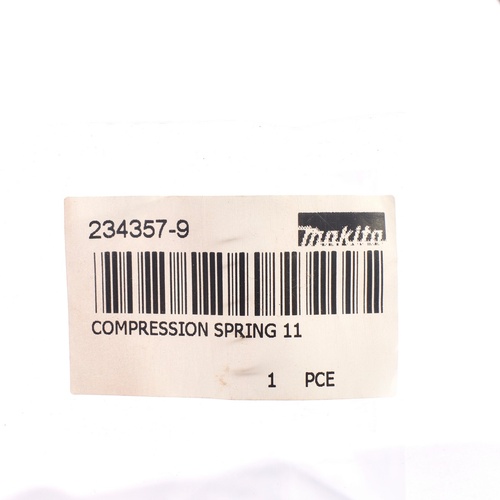 234357-9
makita
COMPRESSION SPRING 11
1 PCE